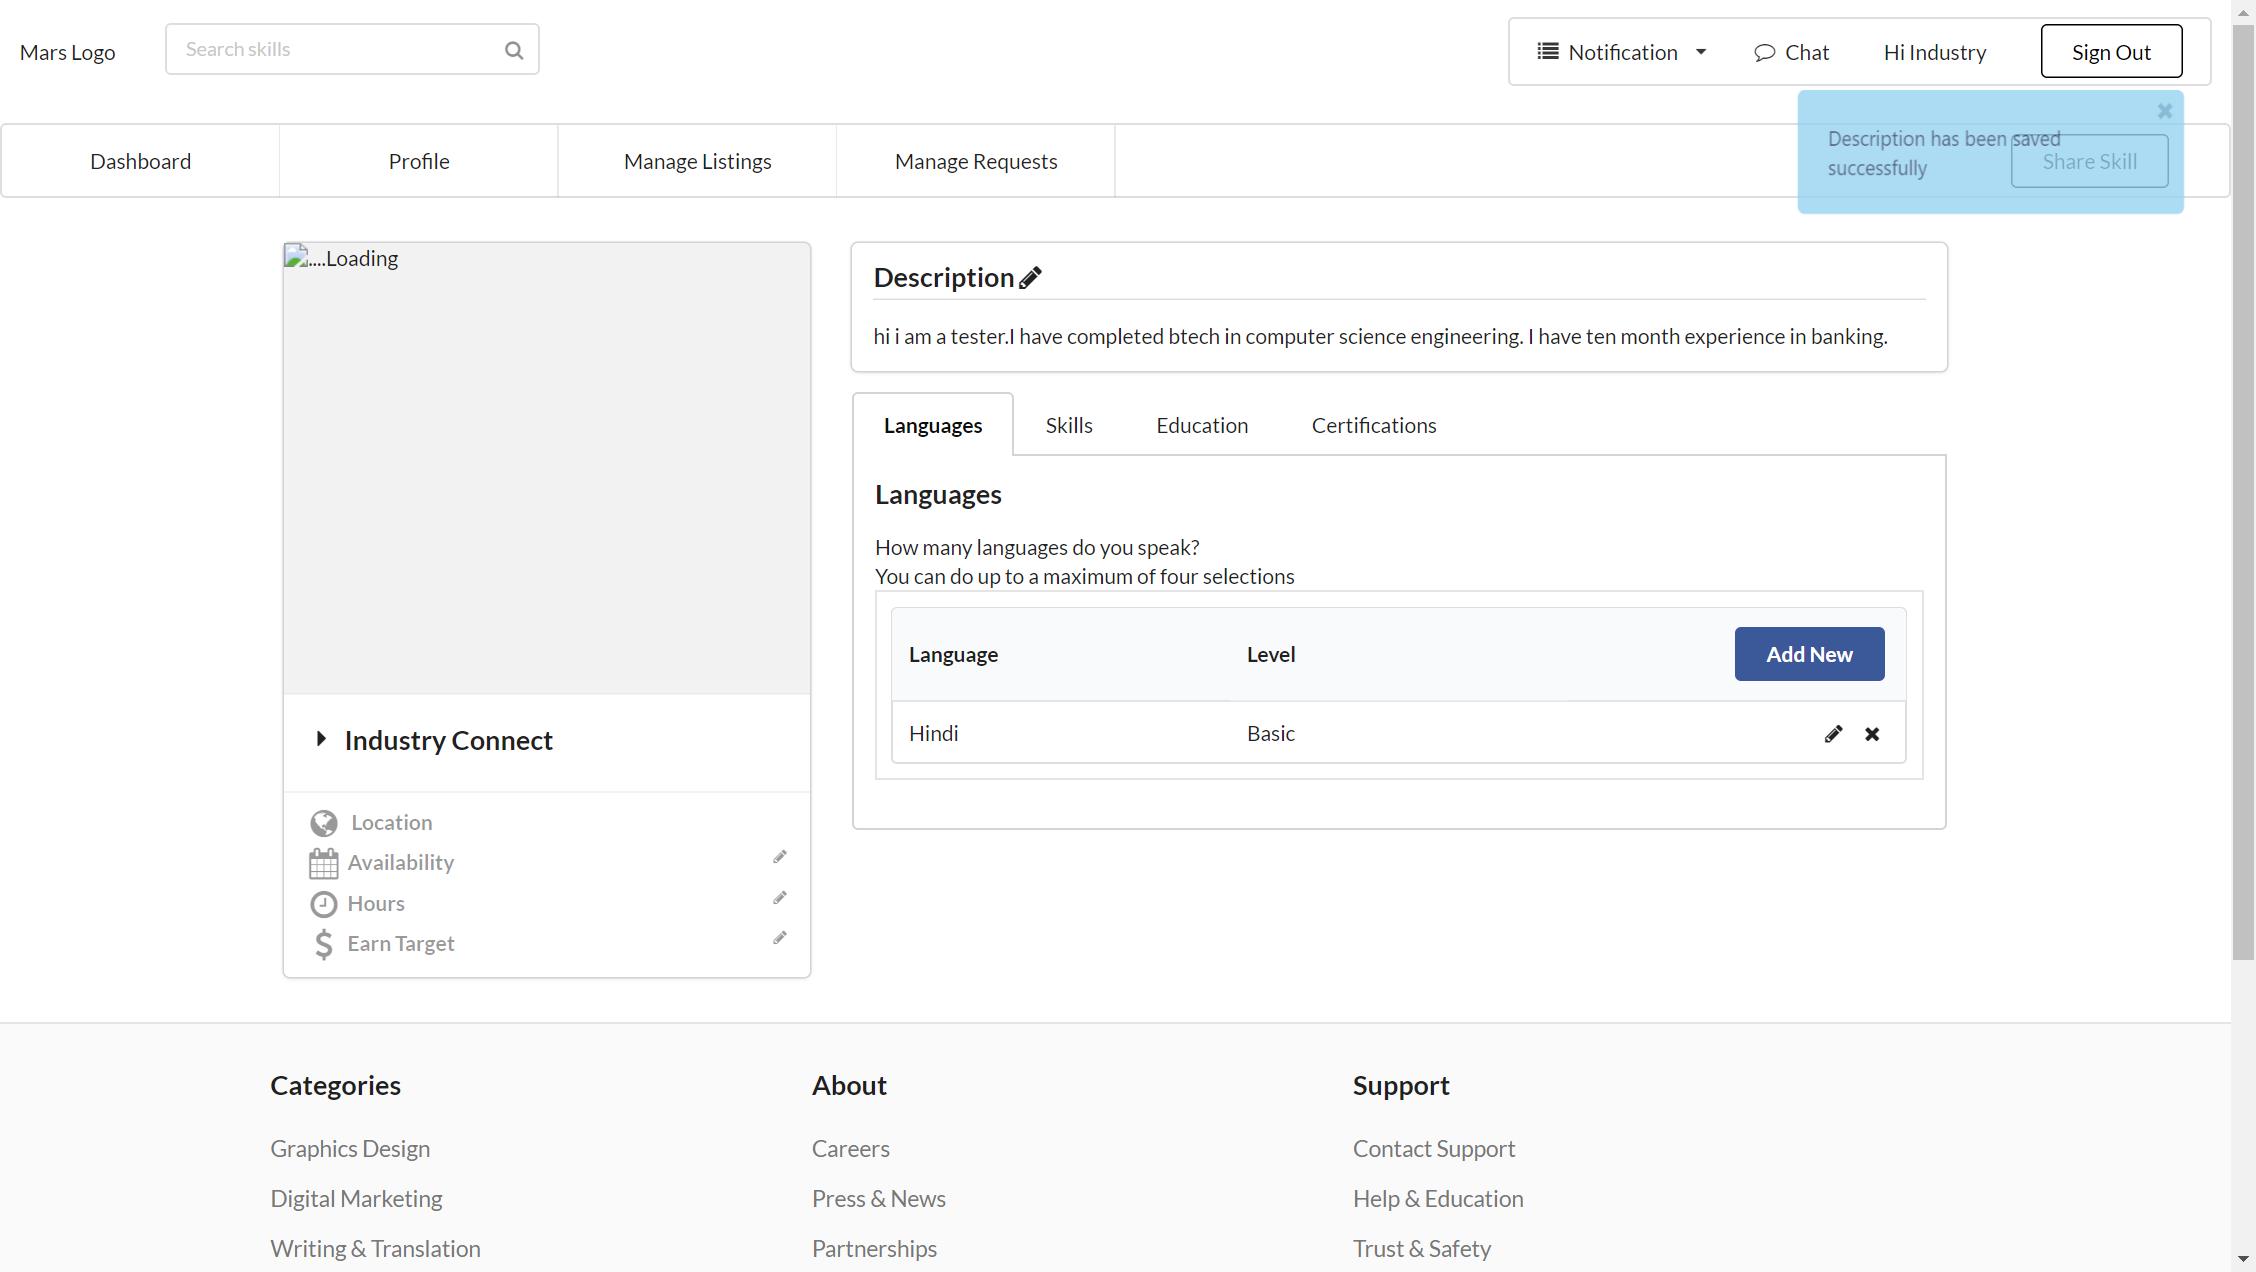 Mars Logo
Search skills
Notification
Chat
Hi Industry
Sign Out
Description has been saved
successfully
Dashboard
Profile
Manage Listings
Manage Requests
Share Skill
....Loading
Description
hi i am a tester.I have completed btech in computer science engineering. I have ten month experience in banking.
Languages
Skills
Education
Certifications
Languages
How many languages do you speak?
You can do up to a maximum of four selections
Language
Level
Add New
Hindi
Basic
Industry Connect
Location
Availability
Hours
Earn Target
Categories
Graphics Design
Digital Marketing
Writing & Translation
About
Careers
Press & News
Partnerships
Support
Contact Support
Help & Education
Trust & Safety